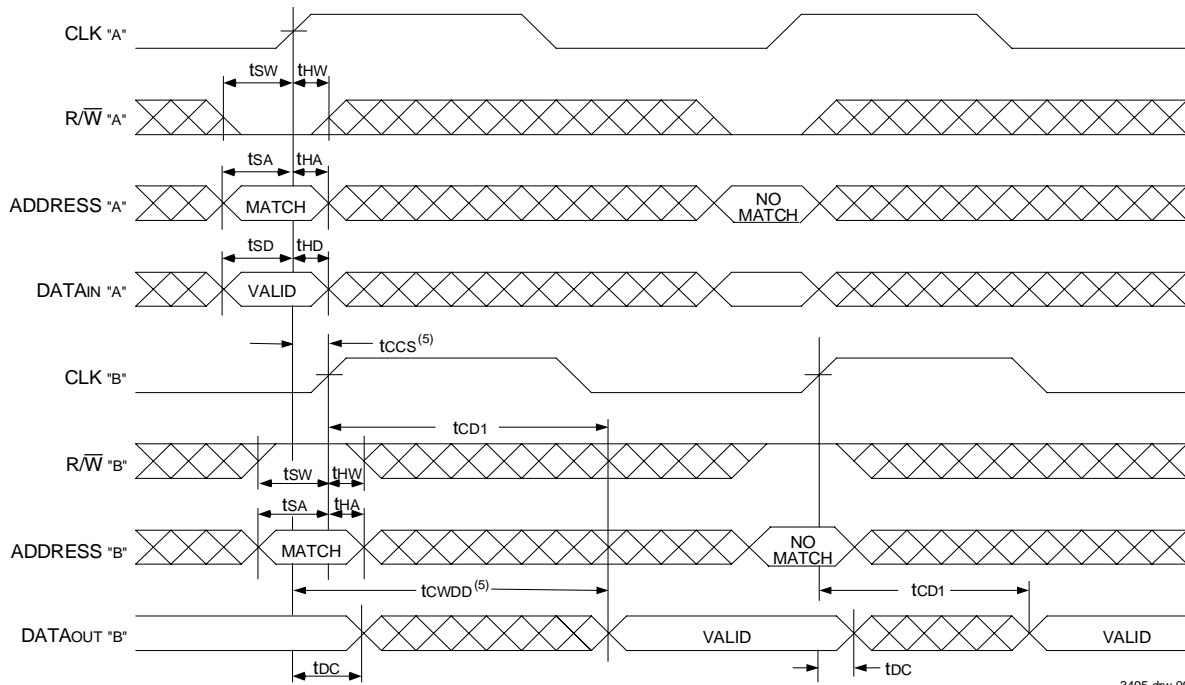 CLK "A"
tSW tHW
R/W̅ "A"
tSA tHA
ADDRESS "A" MATCH NO MATCH
tSD tHD
DATAIN "A" VALID
tCCS(5)
CLK "B"
tCD1
R/W̅ "B"
tSW tHW
tSA tHA
ADDRESS "B" MATCH NO MATCH
tCWDD(5) tCD1
DATAOUT "B" VALID VALID
tDC tDC